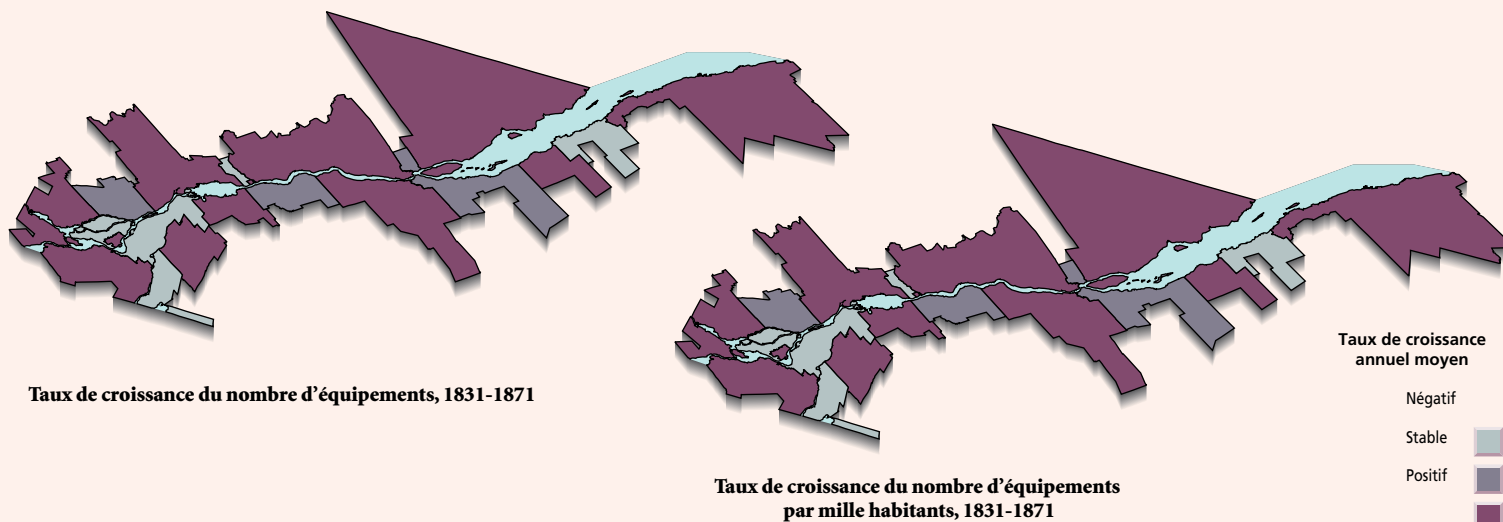 Taux de croissance du nombre d'équipements, 1831-1871
Taux de croissance du nombre d'équipements
par mille habitants, 1831-1871
Taux de croissance
annuel moyen
Négatif
Stable
Positif